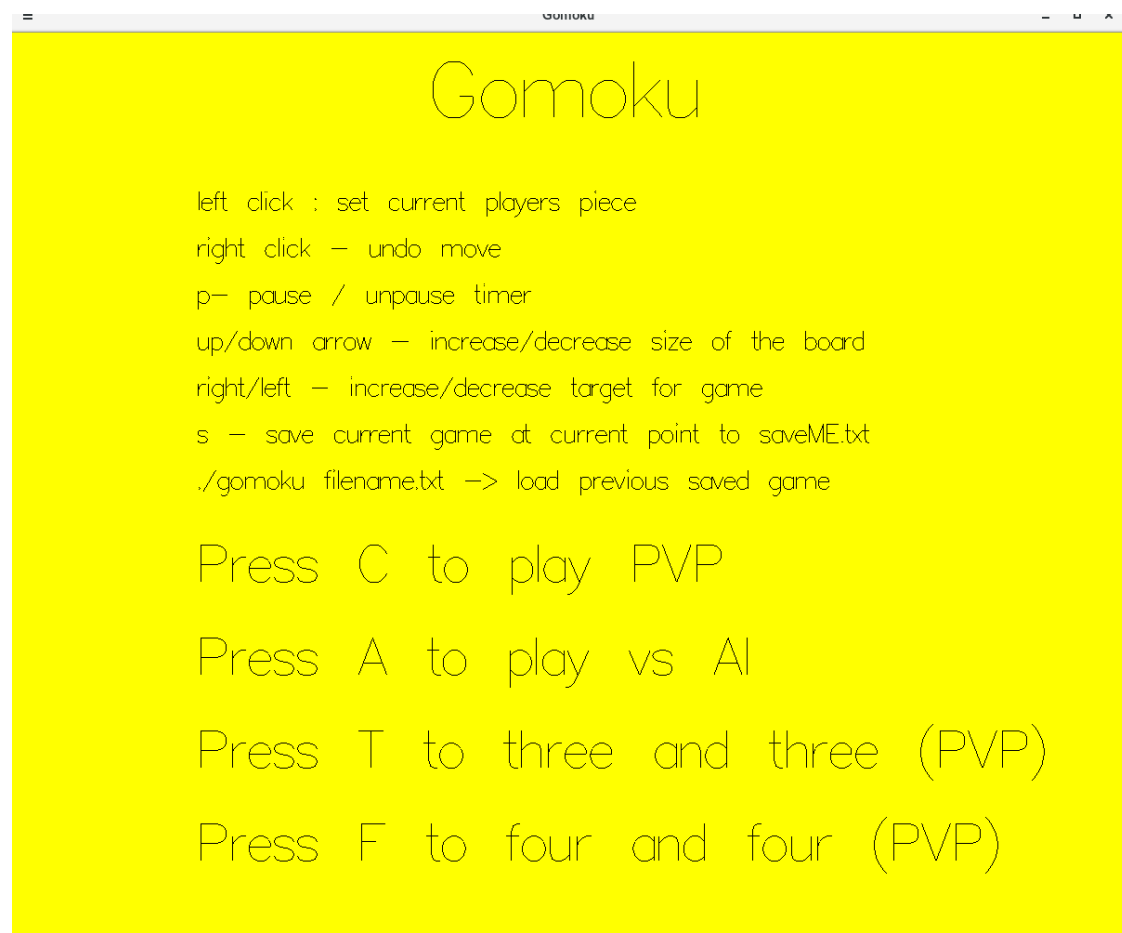 Gomoku
Gomoku
left click : set current players piece
right click - undo move
p- pause / unpause timer
up/down arrow - increase/decrease size of the board
right/left - increase/decrease target for game
s - save current game at current point to saveME.txt
./gomoku filename.txt -> load previous saved game
Press C to play PVP
Press A to play vs AI
Press T to three and three (PVP)
Press F to four and four (PVP)